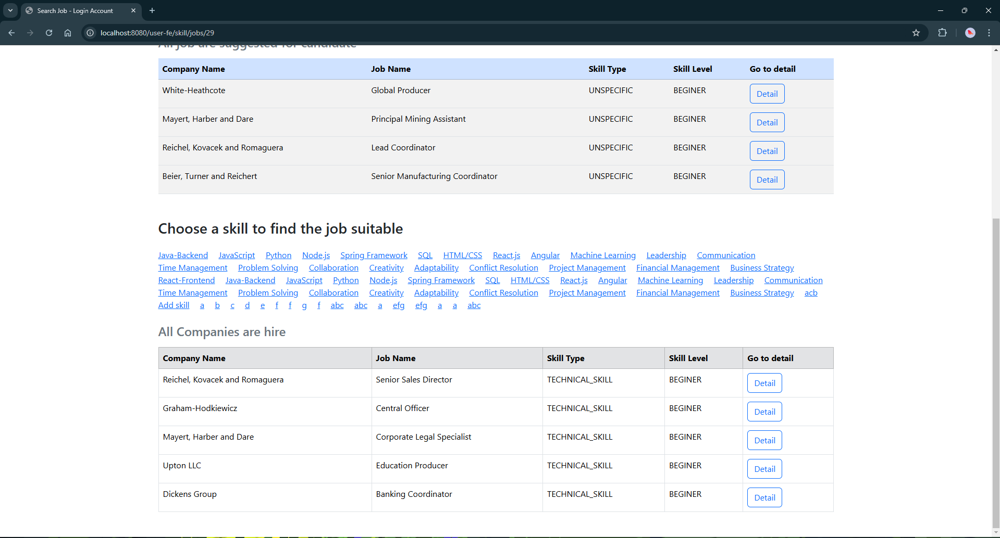 Search Job - Login Account
localhost:8080/user-fe/skill/jobs/29
All job are suggested for candidate
Company Name Job Name Skill Type Skill Level Go to detail
White-Heathcote Global Producer UNSPECIFIC BEGINER Detail
Mayert, Harber and Dare Principal Mining Assistant UNSPECIFIC BEGINER Detail
Reichel, Kovacek and Romaguera Lead Coordinator UNSPECIFIC BEGINER Detail
Beier, Turner and Reichert Senior Manufacturing Coordinator UNSPECIFIC BEGINER Detail
Choose a skill to find the job suitable
Java-Backend JavaScript Python Node.js Spring Framework SQL HTML/CSS React.js Angular Machine Learning Leadership Communication
Time Management Problem Solving Collaboration Creativity Adaptability Conflict Resolution Project Management Financial Management Business Strategy
React-Frontend Java-Backend JavaScript Python Node.js Spring Framework SQL HTML/CSS React.js Angular Machine Learning Leadership Communication
Time Management Problem Solving Collaboration Creativity Adaptability Conflict Resolution Project Management Financial Management Business Strategy acb
Add skill a b c d e f f g f abc abc a efg efg a a abc
All Companies are hire
Company Name Job Name Skill Type Skill Level Go to detail
Reichel, Kovacek and Romaguera Senior Sales Director TECHNICAL_SKILL BEGINER Detail
Graham-Hodkiewicz Central Officer TECHNICAL_SKILL BEGINER Detail
Mayert, Harber and Dare Corporate Legal Specialist TECHNICAL_SKILL BEGINER Detail
Upton LLC Education Producer TECHNICAL_SKILL BEGINER Detail
Dickens Group Banking Coordinator TECHNICAL_SKILL BEGINER Detail